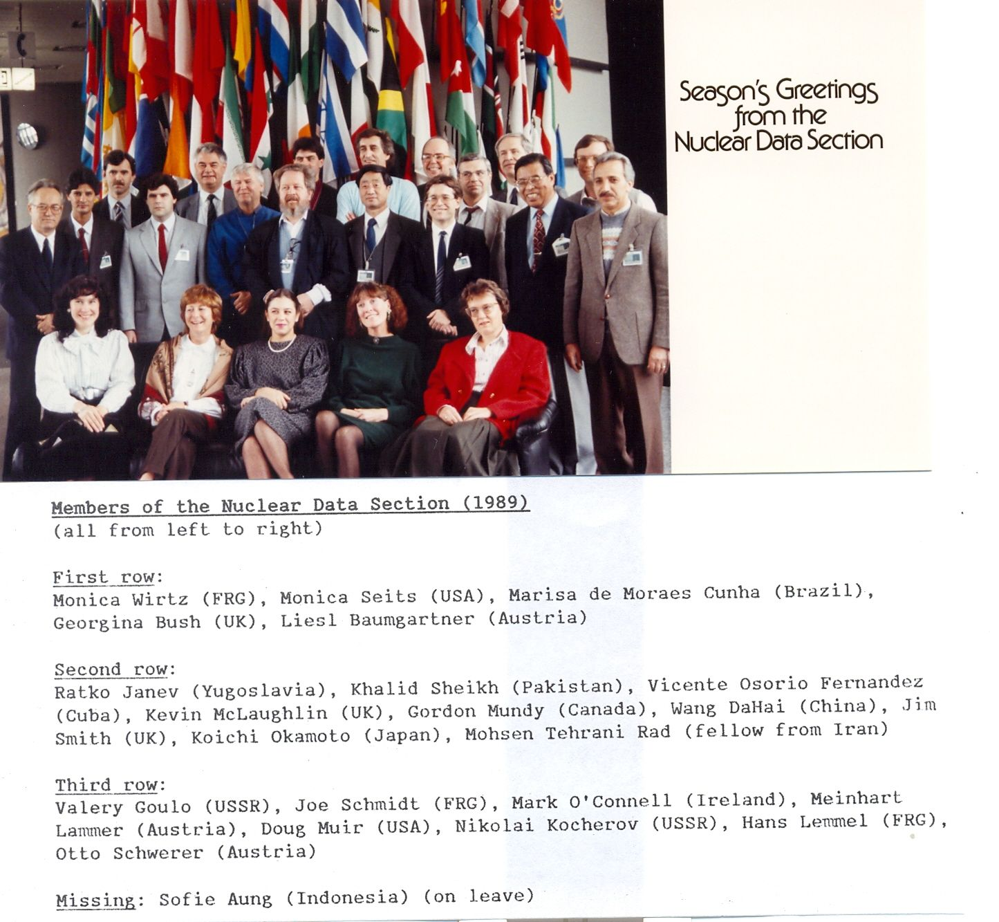 Season's Greetings
from the
Nuclear Data Section
Members of the Nuclear Data Section (1989)
(all from left to right)
First row:
Monica Wirtz (FRG), Monica Seits (USA), Marisa de Moraes Cunha (Brazil),
Georgina Bush (UK), Liesl Baumgartner (Austria)
Second row:
Ratko Janev (Yugoslavia), Khalid Sheikh (Pakistan), Vicente Osorio Fernandez
(Cuba), Kevin McLaughlin (UK), Gordon Mundy (Canada), Wang DaHai (China), Jim
Smith (UK), Koichi Okamoto (Japan), Mohsen Tehrani Rad (fellow from Iran)
Third row:
Valery Goulo (USSR), Joe Schmidt (FRG), Mark O'Connell (Ireland), Meinhart
Lammer (Austria), Doug Muir (USA), Nikolai Kocherov (USSR), Hans Lemmel (FRG),
Otto Schwerer (Austria)
Missing: Sofie Aung (Indonesia) (on leave)